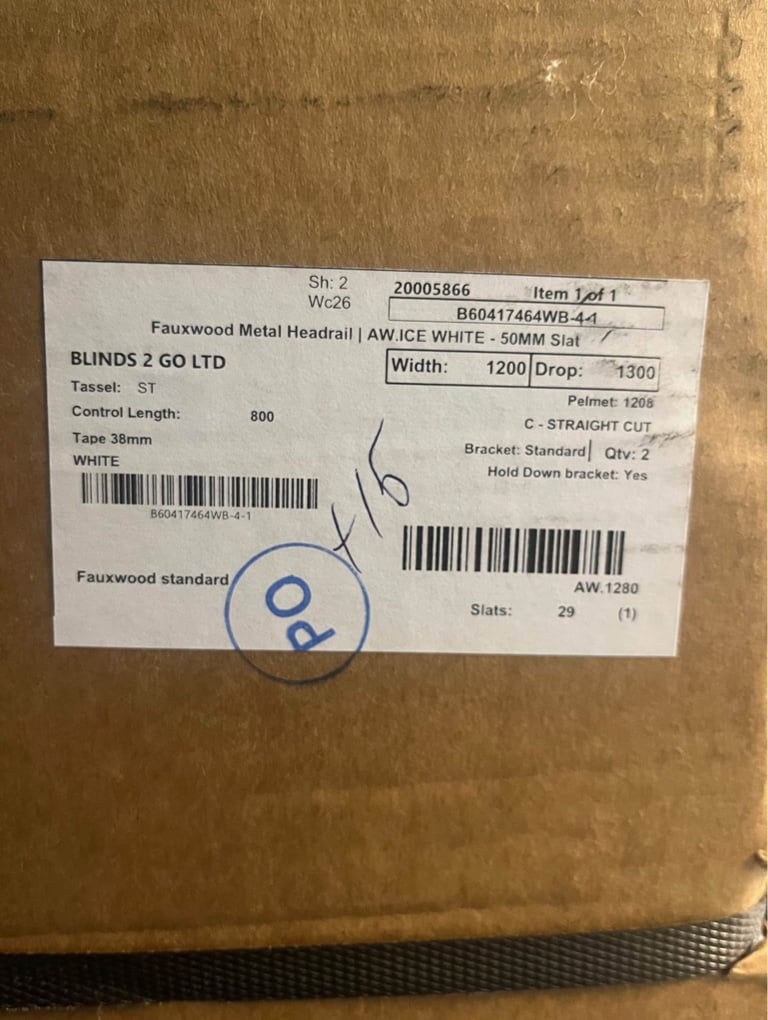 Sh: 2
Wc26
20005866 Item 1 of 1
B60417464WB-4-1
Fauxwood Metal Headrail | AW.ICE WHITE - 50MM Slat
BLINDS 2 GO LTD
Width: 1200 Drop: 1300
Tassel: ST
Pelmet: 1208
Control Length: 800
C - STRAIGHT CUT
Tape 38mm
Bracket: Standard Qty: 2
WHITE
Hold Down bracket: Yes
B60417464WB-4-1
+15
Fauxwood standard
AW.1280
PO
Slats: 29 (1)